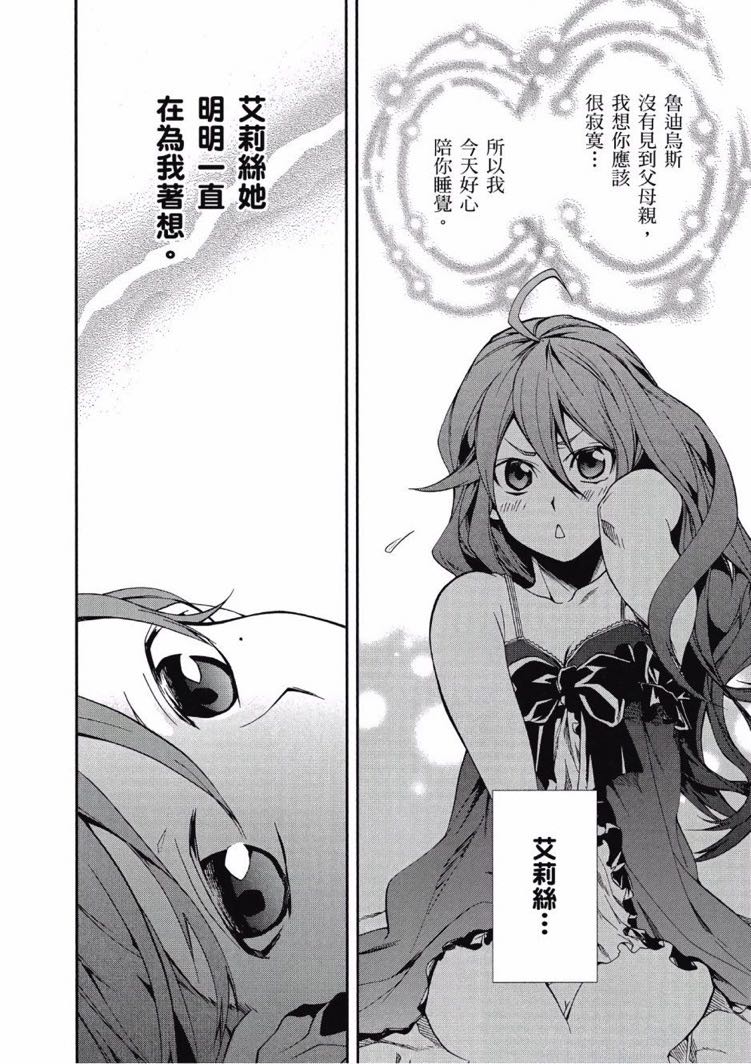 魯迪烏斯
沒有見到父母親，
我想你應該
很寂寞…
所以我
今天好心
陪你睡覺。
艾莉絲…
艾莉絲她
明明一直
在為我著想。